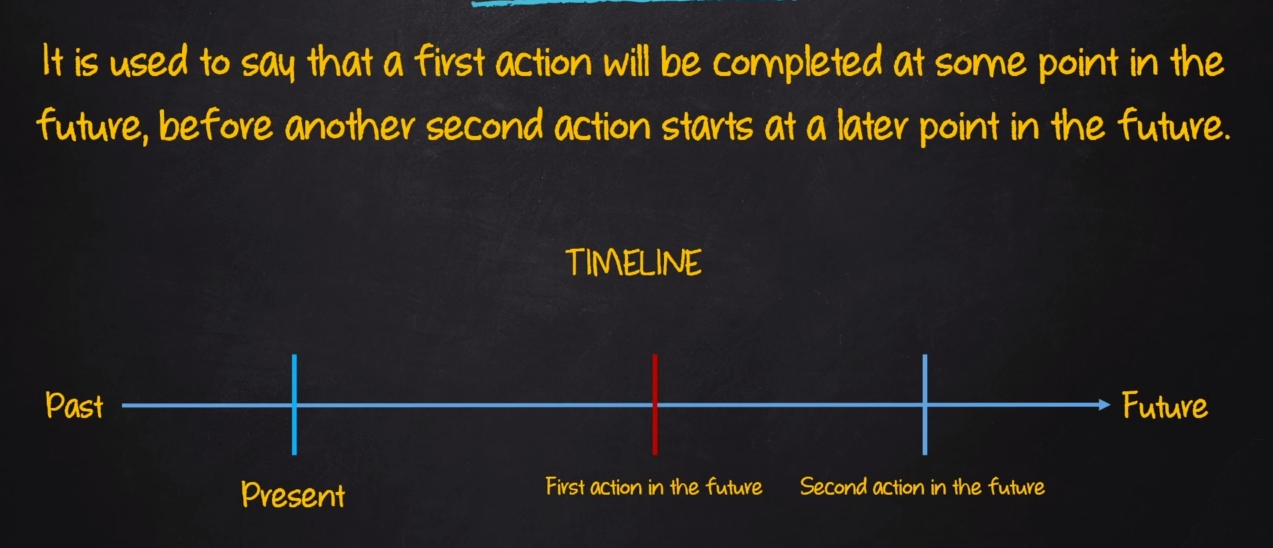 It is used to say that a first action will be completed at some point in the
future, before another second action starts at a later point in the future.
TIMELINE
Past
Future
Present
First action in the future
Second action in the future